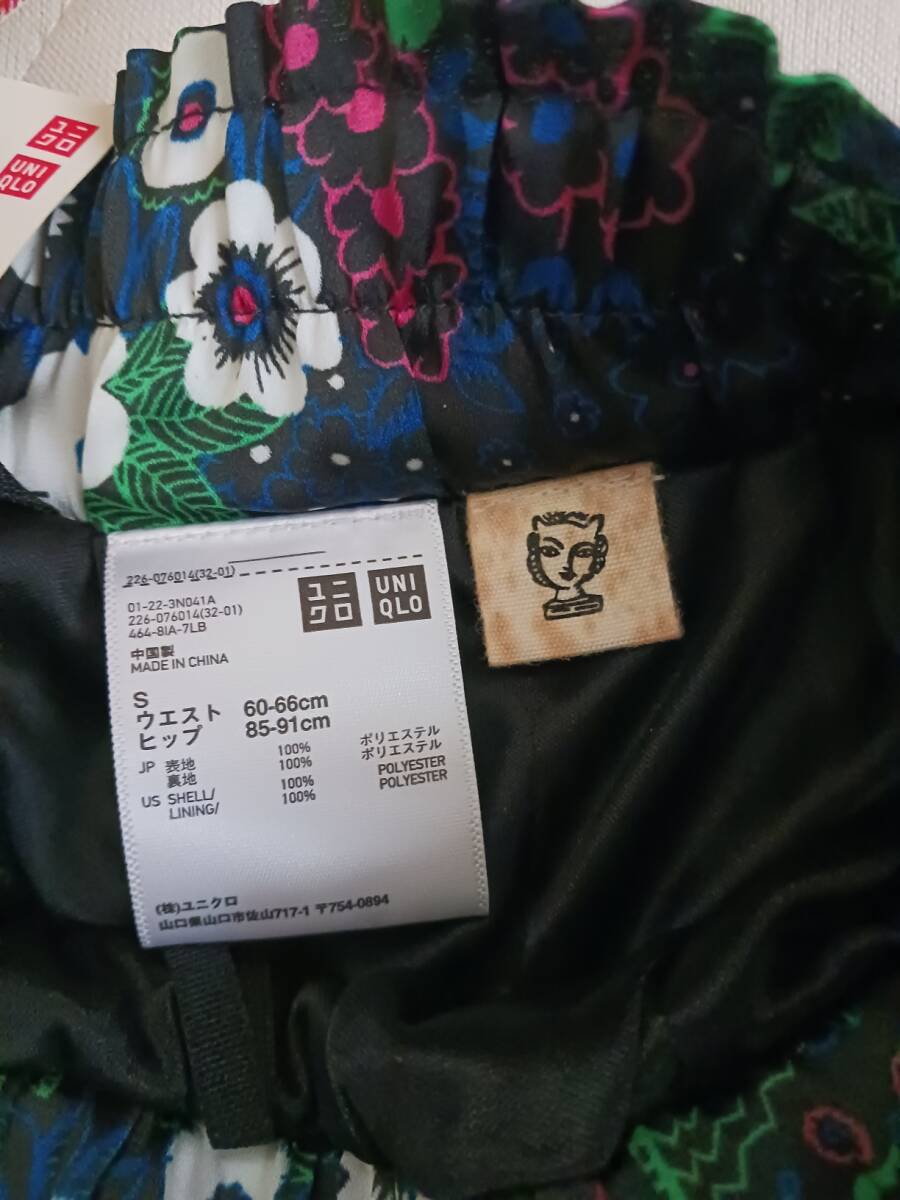 ユニ
クロ
UNI
QLO
226-076014(32-01)
ユニ
クロ
UNI
QLO
01-22-3N041A
226-076014(32-01)
464-8IA-7LB
中国製
MADE IN CHINA
S
ウエスト 60-66cm
ヒップ 85-91cm
JP 表地 100% ポリエステル
裏地 100% ポリエステル
US SHELL/ 100% POLYESTER
LINING/ 100% POLYESTER
(株)ユニクロ
山口県山口市佐山717-1 〒754-0894